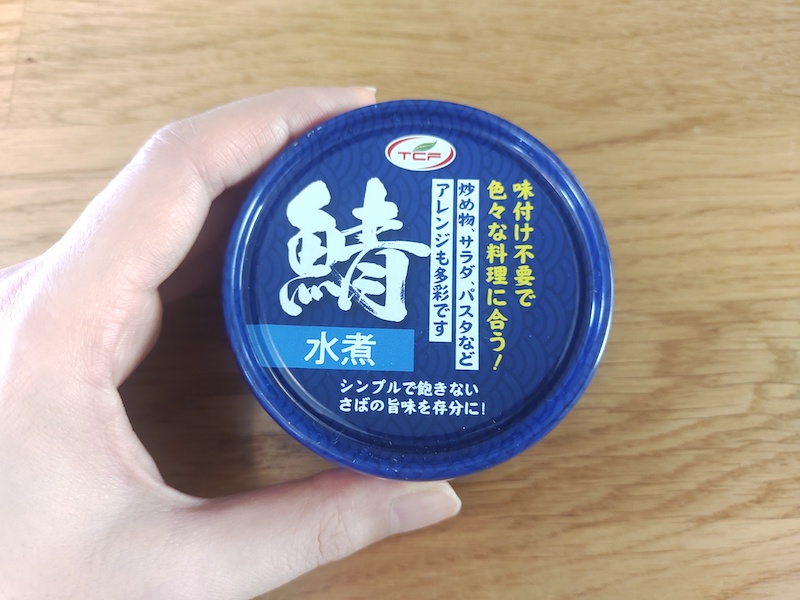 TCF
味付け不要で
色々な料理に合う!
炒め物、サラダ、パスタなど
アレンジも多彩です
鯖
水煮
シンプルで飽きない
さばの旨味を存分に!